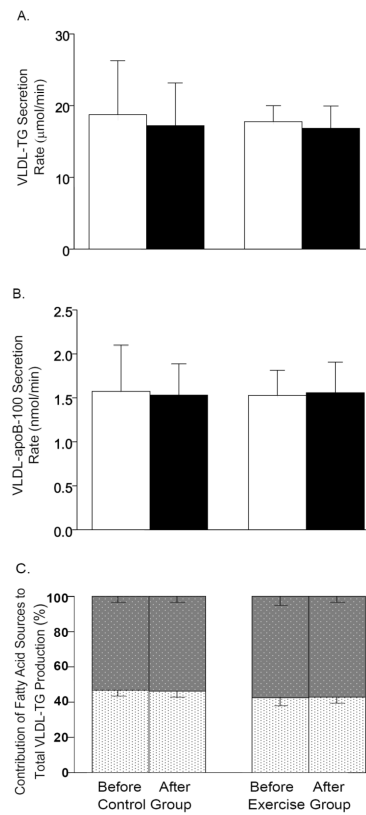 A.
VLDL-TG Secretion
Rate (µmol/min)
30
20
10
0
B.
VLDL-apoB-100 Secretion
Rate (nmol/min)
2.5
2.0
1.5
1.0
0.5
0.0
C.
Contribution of Fatty Acid Sources to
Total VLDL-TG Production (%)
100
80
60
40
20
0
Before After Before After
Control Group Exercise Group